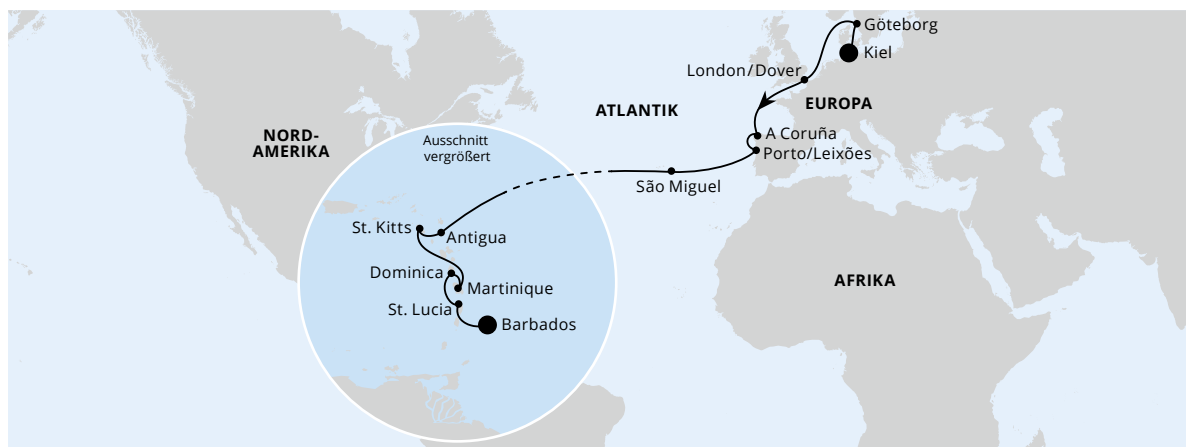 Göteborg
Kiel
London/Dover
EUROPA
ATLANTIK
NORD-
AMERIKA
Ausschnitt
vergrößert
A Coruña
Porto/Leixões
São Miguel
St. Kitts
Antigua
Dominica
Martinique
St. Lucia
Barbados
AFRIKA